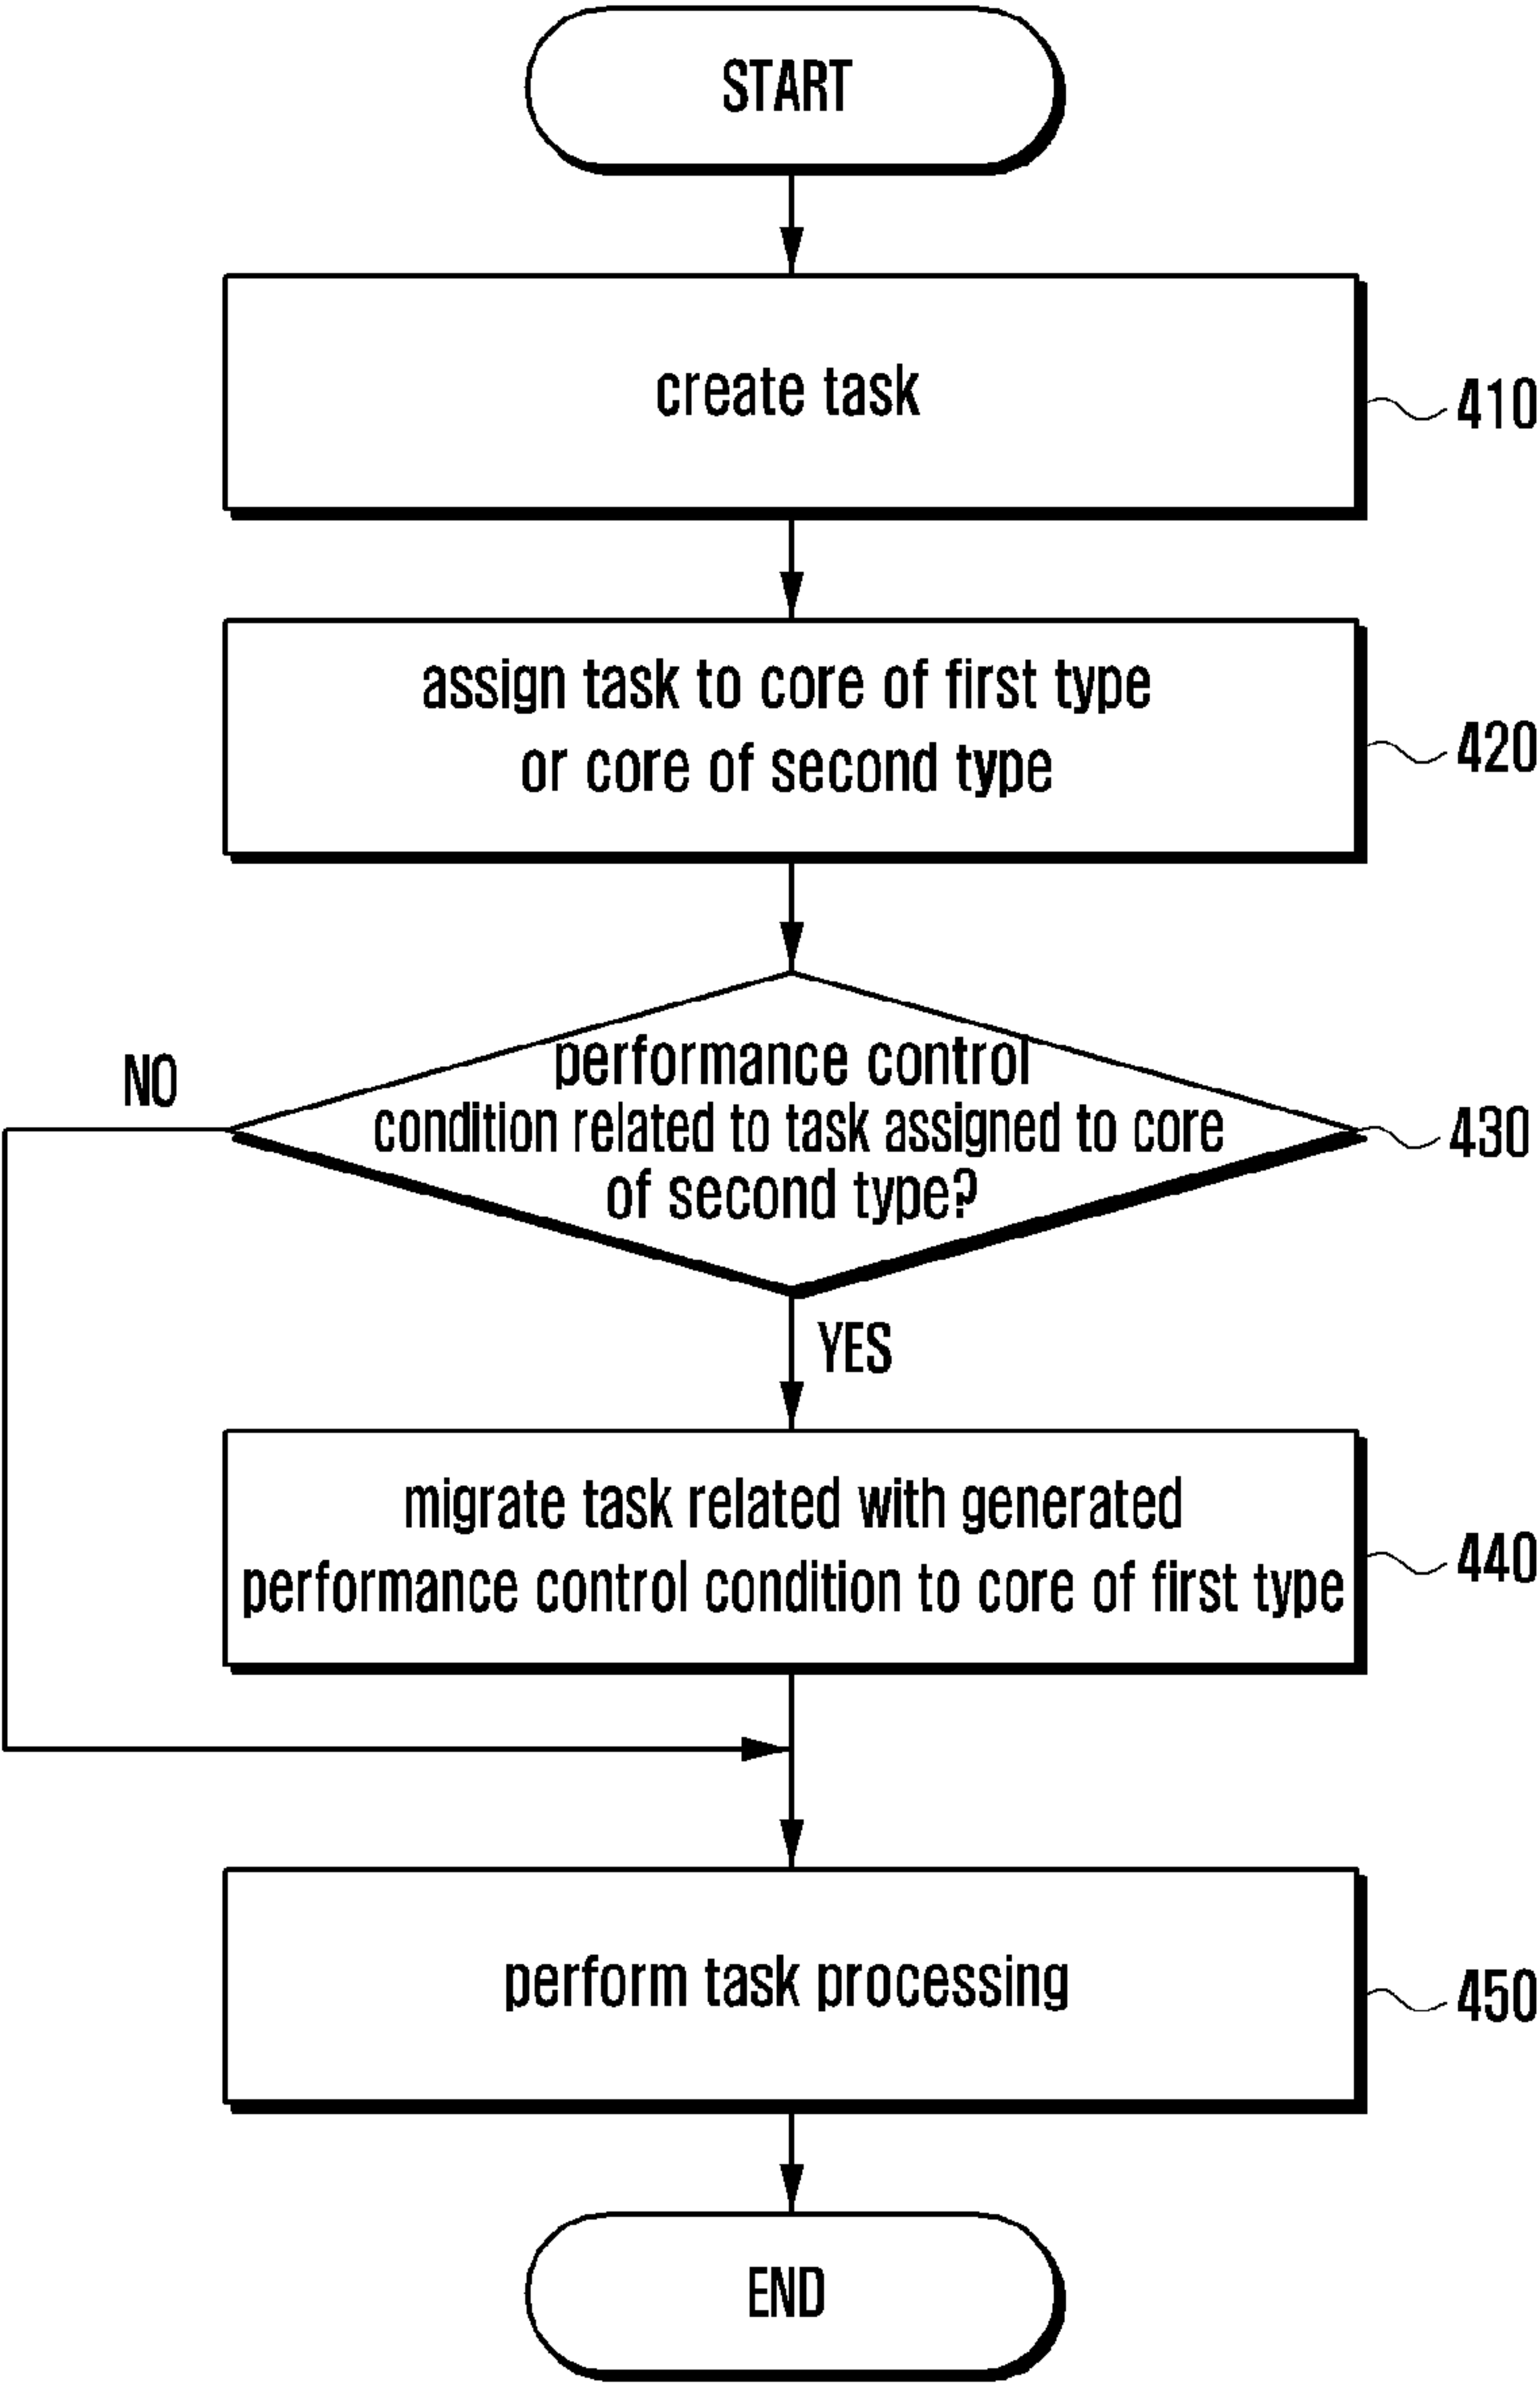 START
create task
410
assign task to core of first type
or core of second type
420
performance control
condition related to task assigned to core
of second type?
430
NO
YES
migrate task related with generated
performance control condition to core of first type
440
perform task processing
450
END